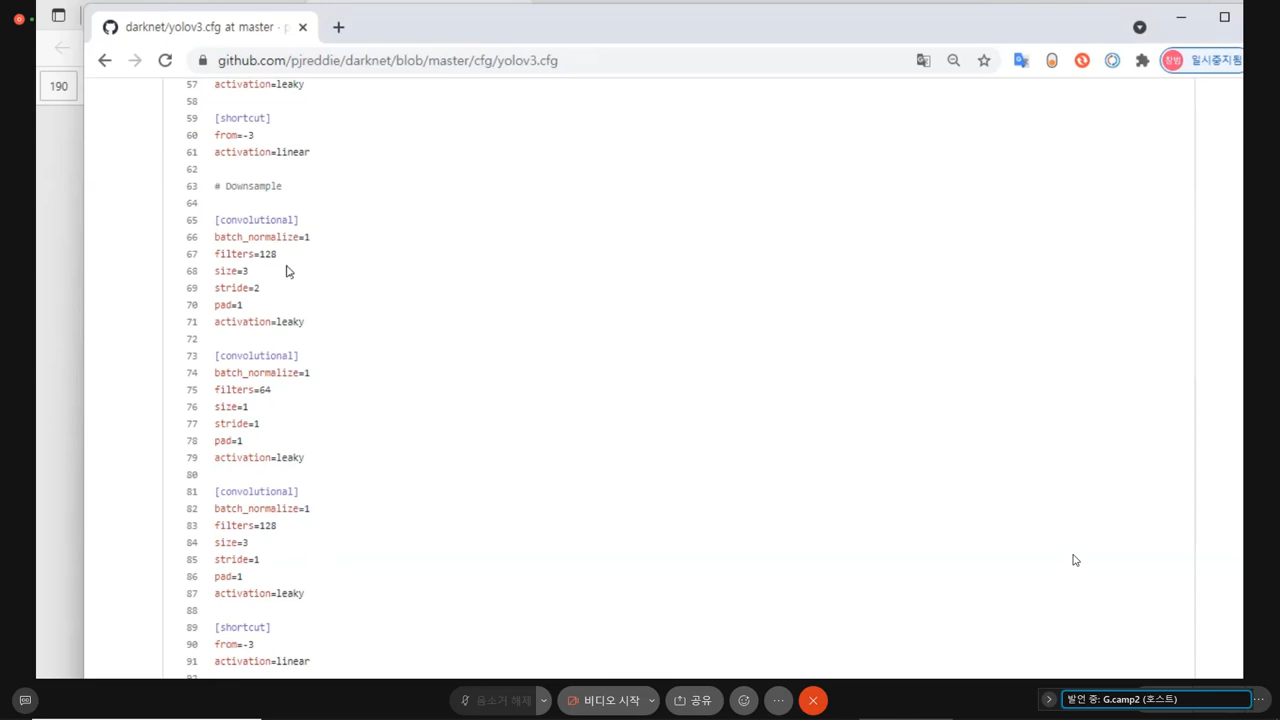 darknet/yolov3.cfg at master · p
190
github.com/pjreddie/darknet/blob/master/cfg/yolov3.cfg
창범
일시중지됨
57 activation=leaky
58
59 [shortcut]
60 from=-3
61 activation=linear
62
63 # Downsample
64
65 [convolutional]
66 batch_normalize=1
67 filters=128
68 size=3
69 stride=2
70 pad=1
71 activation=leaky
72
73 [convolutional]
74 batch_normalize=1
75 filters=64
76 size=1
77 stride=1
78 pad=1
79 activation=leaky
80
81 [convolutional]
82 batch_normalize=1
83 filters=128
84 size=3
85 stride=1
86 pad=1
87 activation=leaky
88
89 [shortcut]
90 from=-3
91 activation=linear
음소거 해제
비디오 시작
공유
발언 중: G.camp2 (호스트)